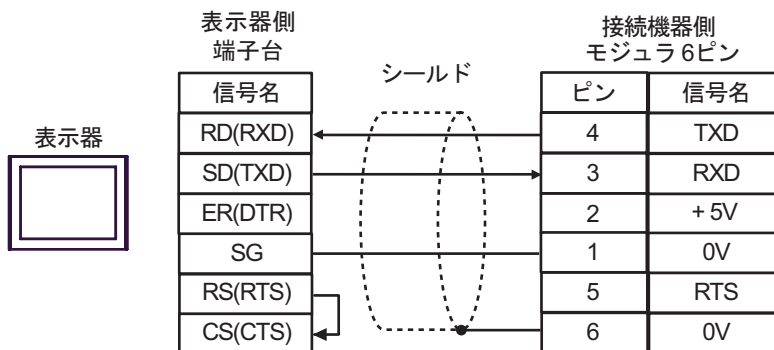 表示器側
端子台
接続機器側
モジュラ 6ピン
シールド
表示器
信号名
ピン 信号名
RD(RXD) 4 TXD
SD(TXD) 3 RXD
ER(DTR) 2 +5V
SG 1 0V
RS(RTS) 5 RTS
CS(CTS) 6 0V